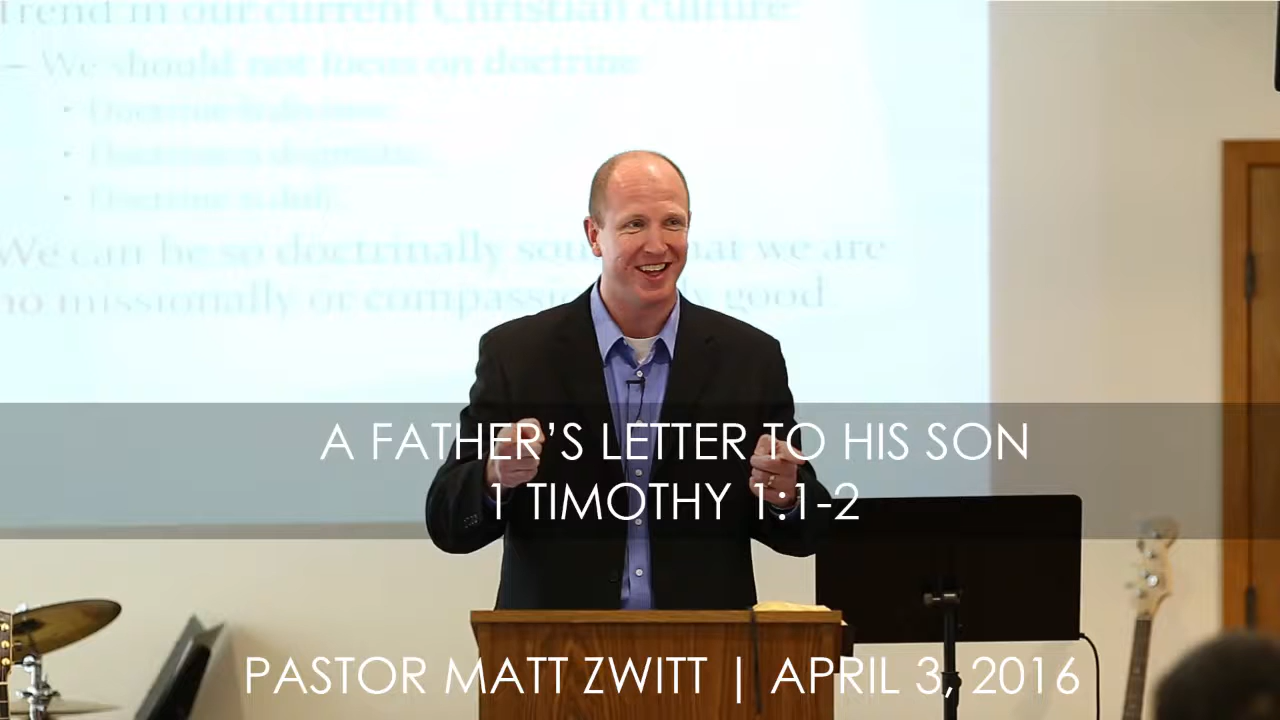 Trend in our current Christian culture:
– We should not focus on doctrine
We can be so doctrinally that we are
no missionally or good
A FATHER'S LETTER TO HIS SON
1 TIMOTHY 1:1-2
PASTOR MATT ZWITT | APRIL 3, 2016